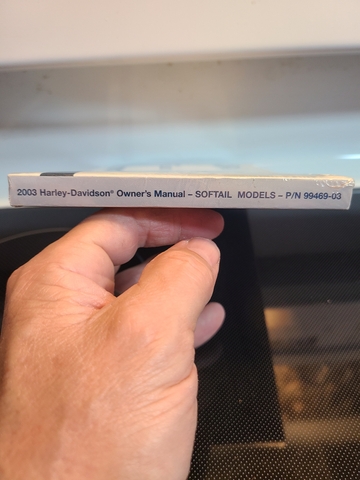 2003 Harley-Davidson® Owner's Manual – SOFTAIL MODELS – P/N 99469-03